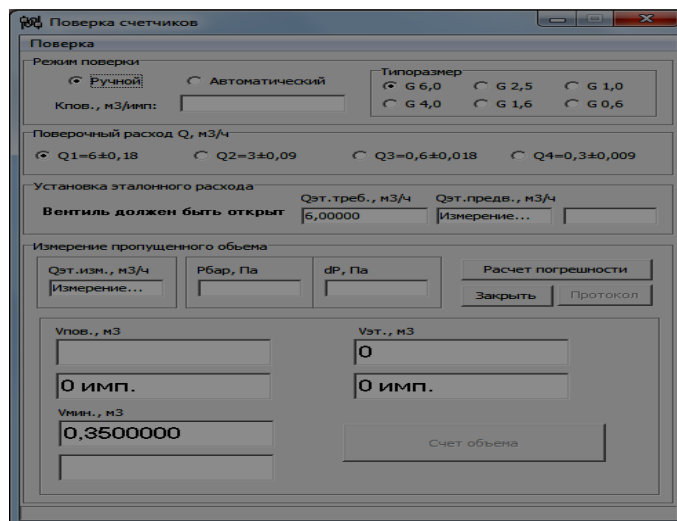 Поверка счетчиков
Поверка
Режим поверки
Ручной Автоматический
Кпов., м3/имп:
Типоразмер
G 6,0 G 2,5 G 1,0
G 4,0 G 1,6 G 0,6
Поверочный расход Q, м3/ч
Q1=6±0,18 Q2=3±0,09 Q3=0,6±0,018 Q4=0,3±0,009
Установка эталонного расхода
Qэт.треб., м3/ч Qэт.предв., м3/ч
Вентиль должен быть открыт 6,00000 Измерение...
Измерение пропущенного обьема
Qэт.изм., м3/ч Pбар, Па dP, Па Расчет погрешности
Измерение... Закрыть Протокол
Vпов., м3 Vэт., м3
0
0 имп. 0 имп.
Vмин., м3
0,3500000
Счет объема